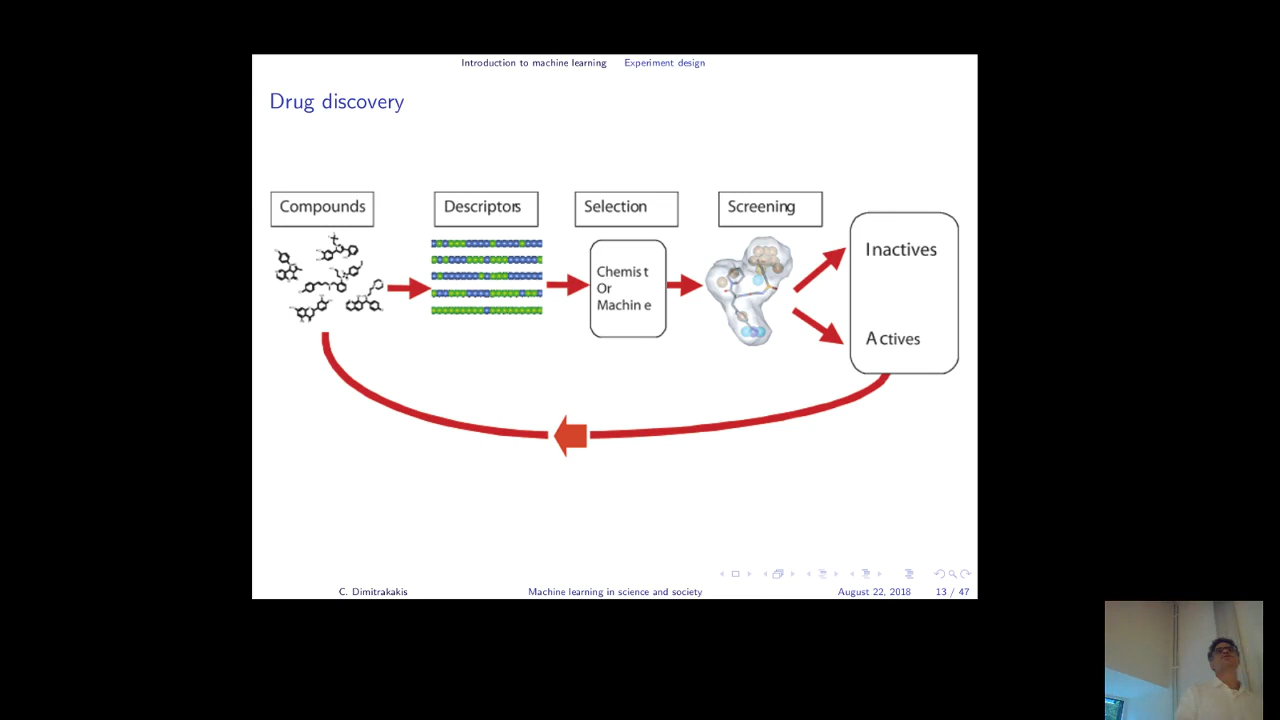 Introduction to machine learning Experiment design
Drug discovery
Compounds
Descriptors
Selection
Screening
Chemist
Or
Machine
Inactives
Actives
C. Dimitrakakis
Machine learning in science and society
August 22, 2018
13 / 47